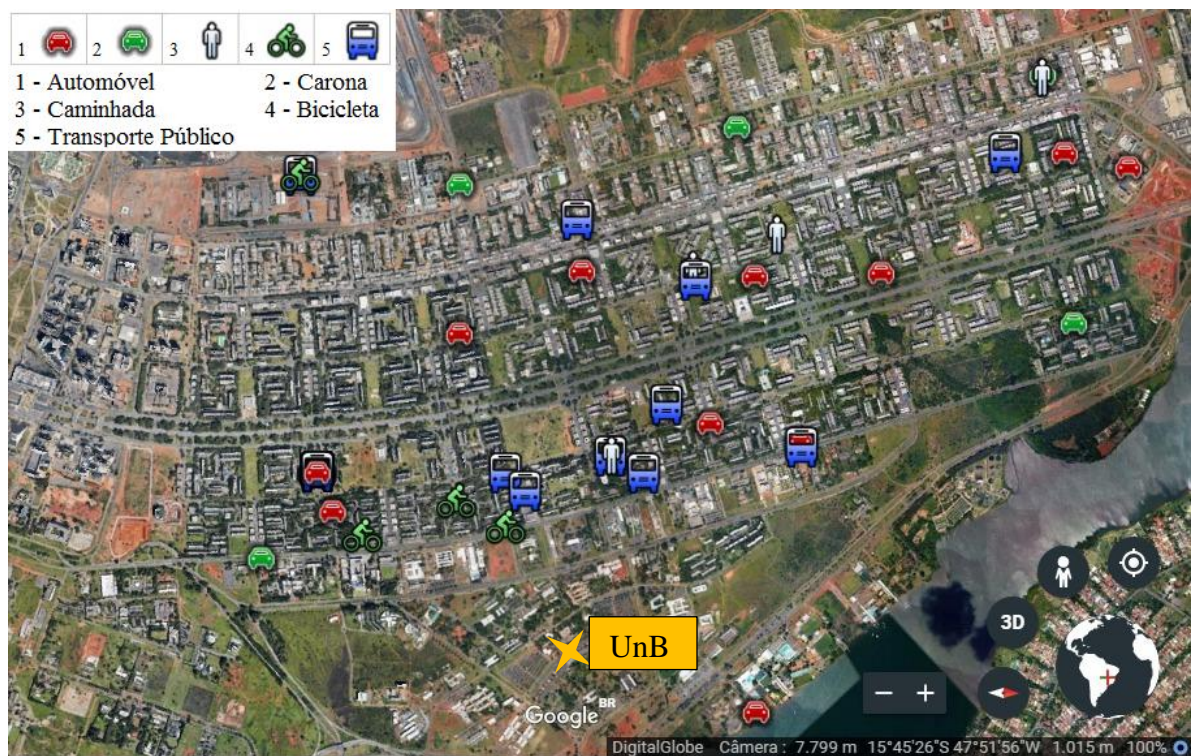 1 2 3 4 5
1 - Automóvel 2 - Carona
3 - Caminhada 4 - Bicicleta
5 - Transporte Público
UnB
3D
Google BR
− +
DigitalGlobe Câmera : 7.799 m 15°45'26"S 47°51'56"W 1.015 m 100%